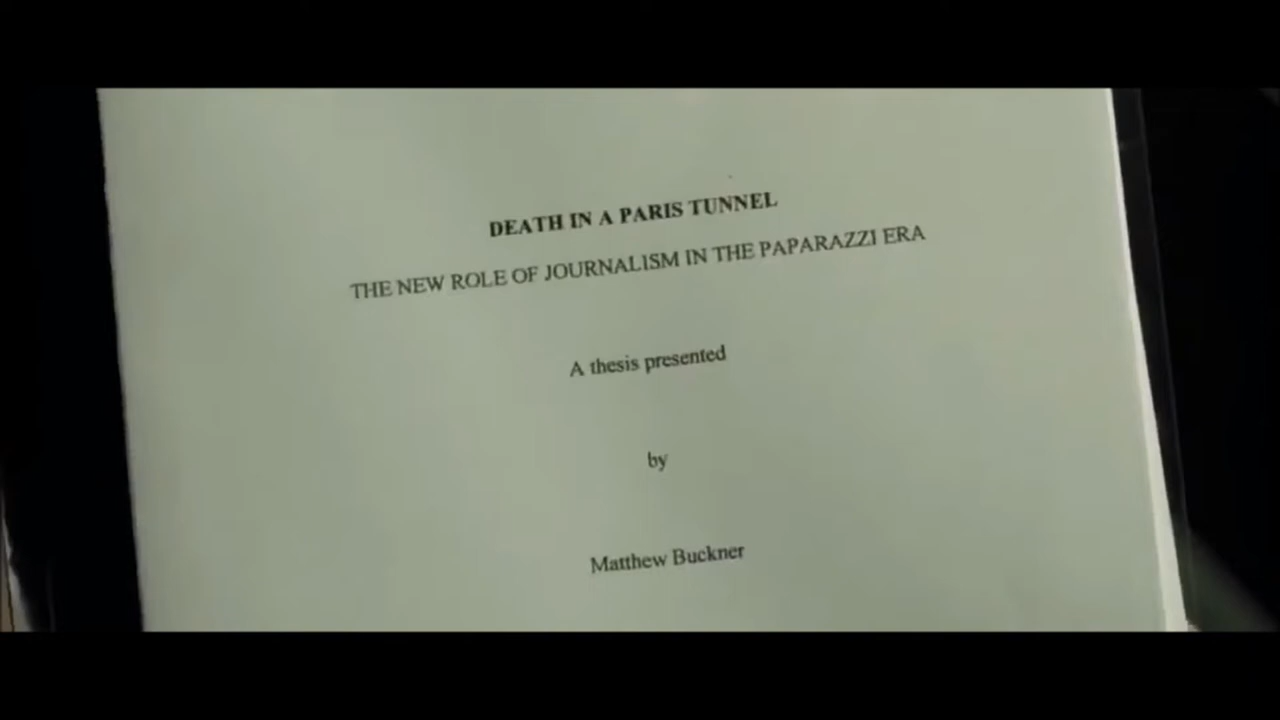 DEATH IN A PARIS TUNNEL
THE NEW ROLE OF JOURNALISM IN THE PAPARAZZI ERA
A thesis presented
by
Matthew Buckner